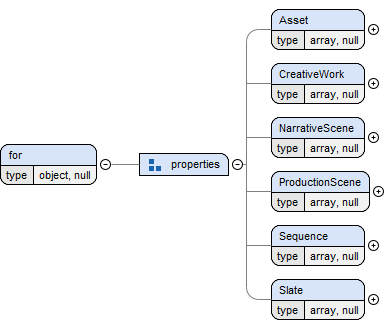 Asset
type array, null
CreativeWork
type array, null
NarrativeScene
type array, null
for
type object, null
properties
ProductionScene
type array, null
Sequence
type array, null
Slate
type array, null